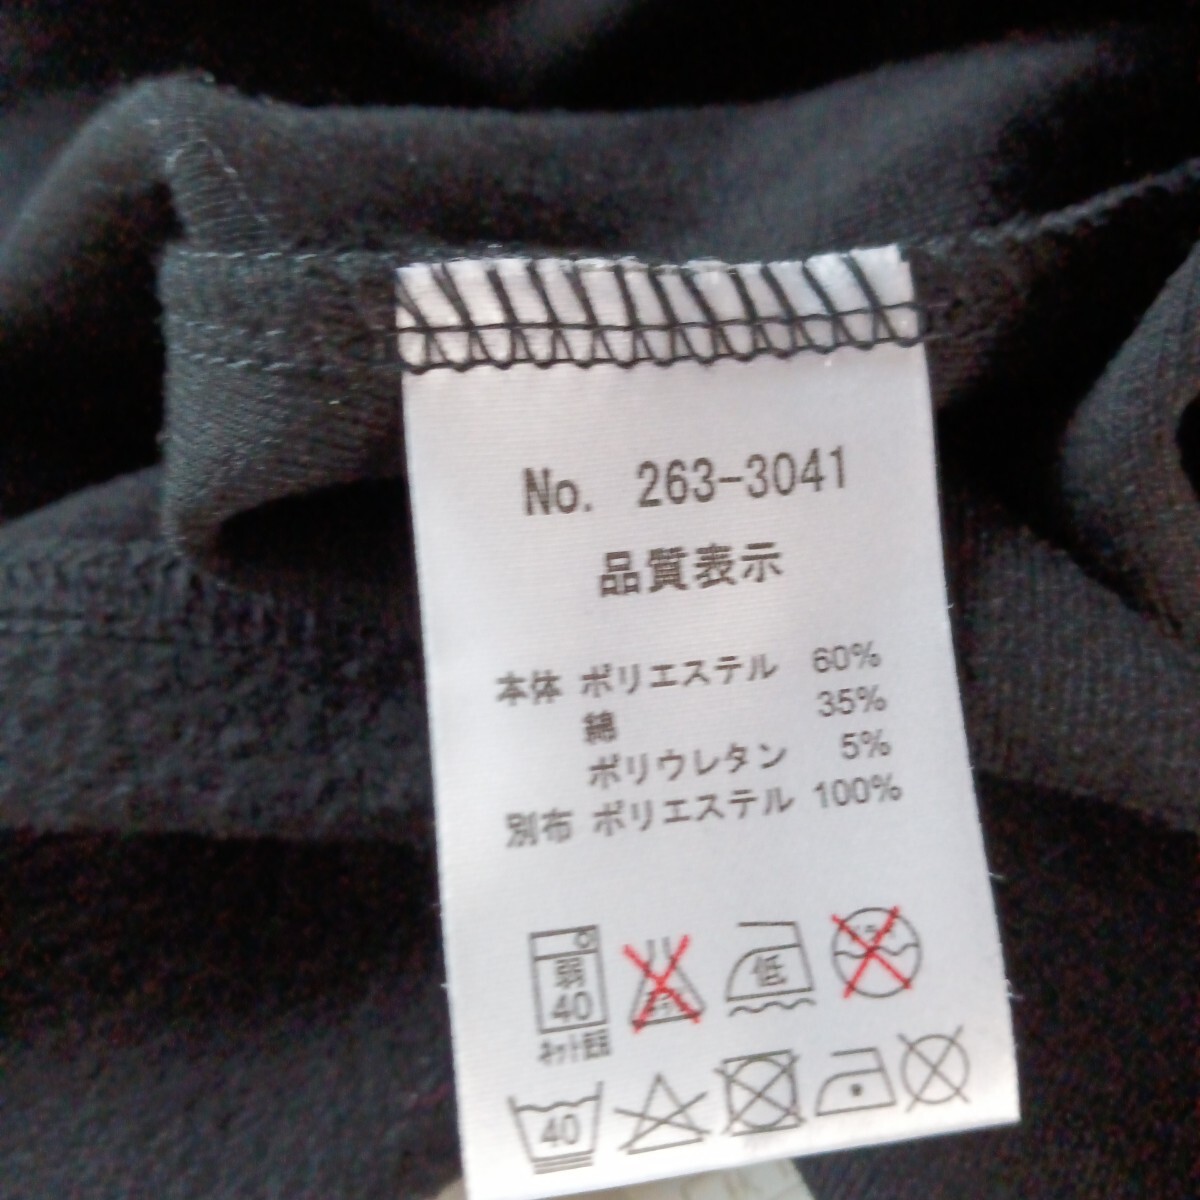 No. 263-3041
品質表示
本体 ポリエステル 60%
綿 35%
ポリウレタン 5%
別布 ポリエステル 100%
弱
40
ネット使用
低
40